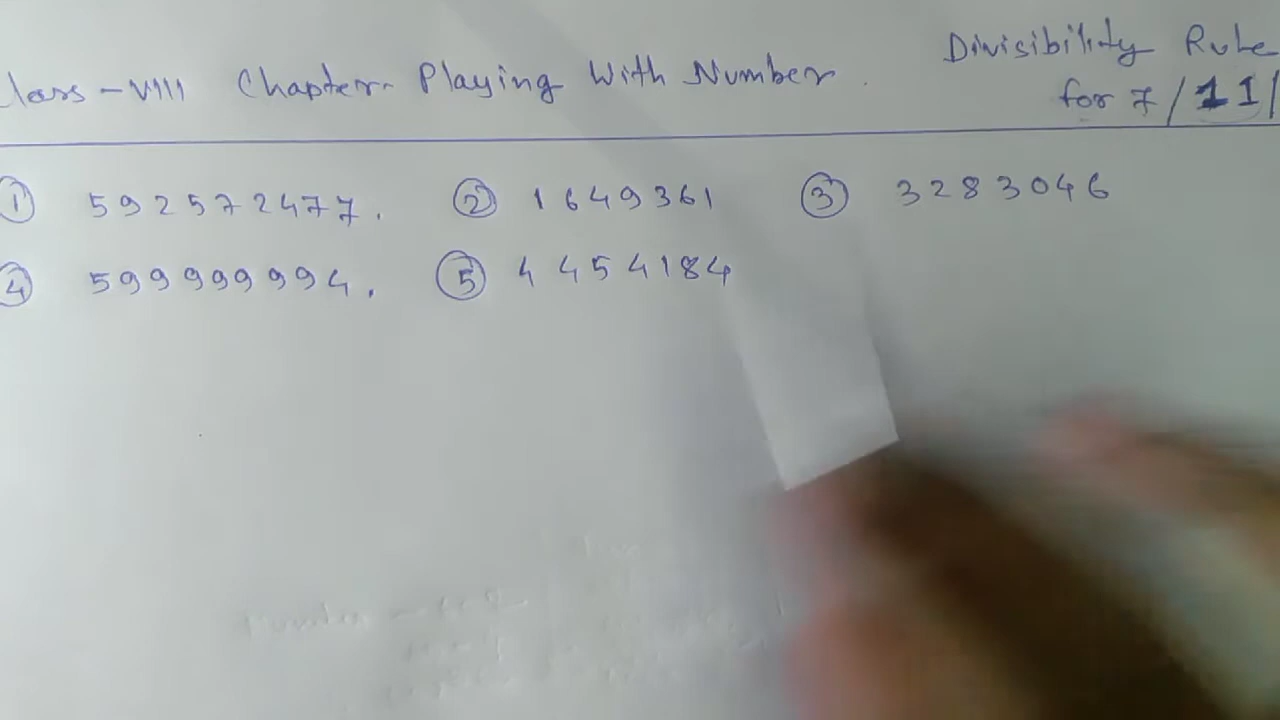 lass - VIII Chapter - Playing With Number. Divisibility Rule
for 7/11/
① 592572477. ② 1649361 ③ 3283046
④ 599999994. ⑤ 4454184